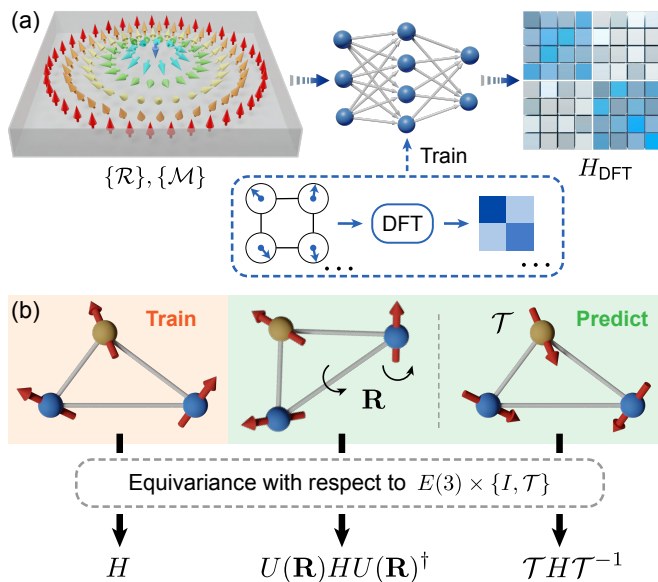 (a)
{ℛ}, {ℳ}
Train
H_DFT
DFT
...
...
(b)
Train
𝒯
Predict
R
Equivariance with respect to E(3) × {I, 𝒯}
H
U(R)HU(R)†
𝒯H𝒯⁻¹